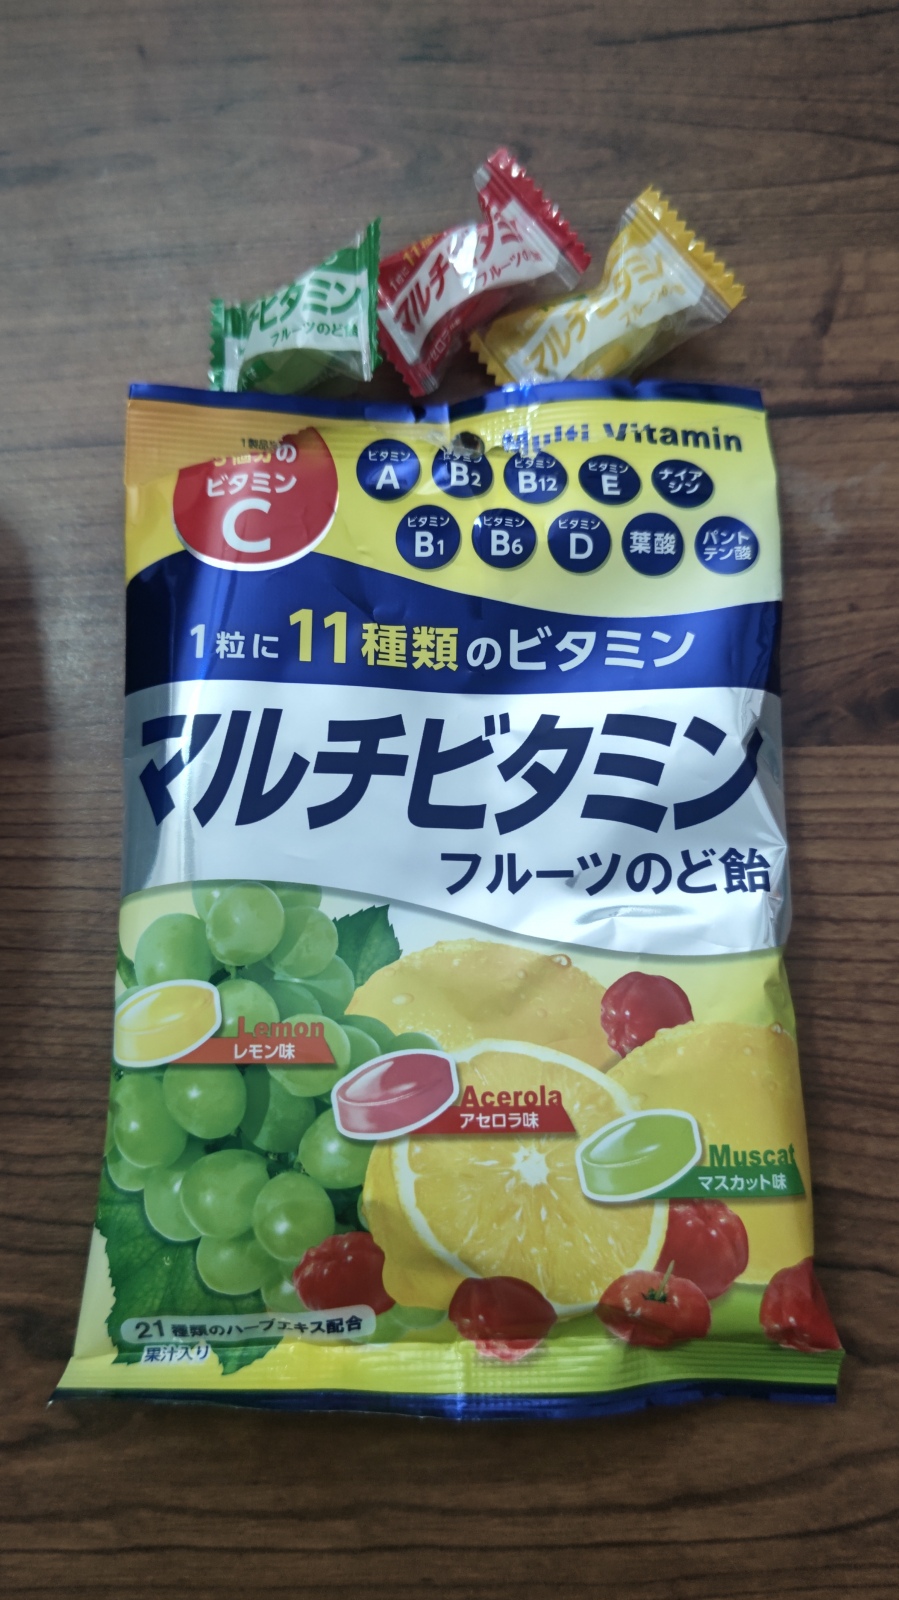 ビタミン
フルーツのど飴
11
マルチ
フルーツ
マルチビタミン
Multi Vitamin
1製品
の
ビタミン
C
ビタミン
A
ビタミン
B2
ビタミン
B12
ビタミン
E
ナイア
シン
ビタミン
B1
ビタミン
B6
ビタミン
D
葉酸
パント
テン酸
1粒に11種類のビタミン
マルチビタミン
フルーツのど飴
Lemon
レモン味
Acerola
アセロラ味
Muscat
マスカット味
21種類のハーブエキス配合
果汁入り